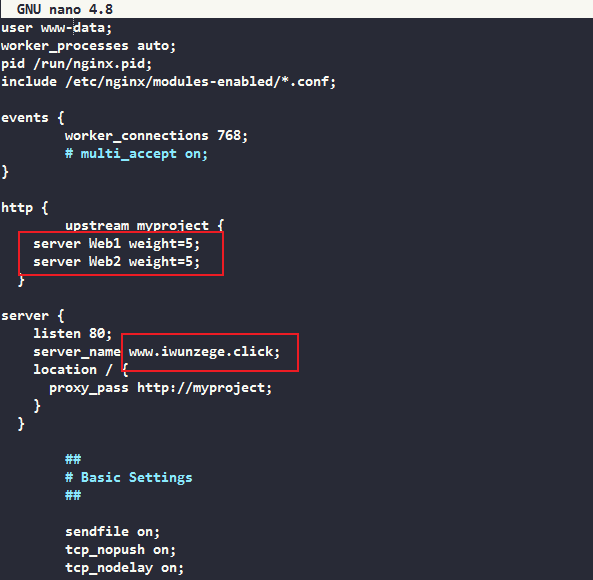 GNU nano 4.8
user www-data;
worker_processes auto;
pid /run/nginx.pid;
include /etc/nginx/modules-enabled/*.conf;
events {
worker_connections 768;
# multi_accept on;
}
http {
upstream myproject {
server Web1 weight=5;
server Web2 weight=5;
}
server {
listen 80;
server_name www.iwunzege.click;
location / {
proxy_pass http://myproject;
}
}
##
# Basic Settings
##
sendfile on;
tcp_nopush on;
tcp_nodelay on;